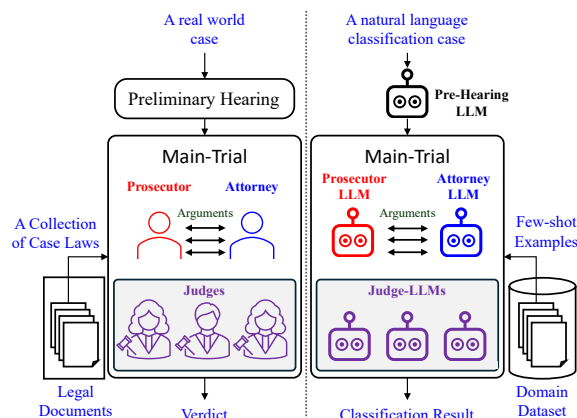 A real world
case
Preliminary Hearing
Main-Trial
Prosecutor
Attorney
Arguments
A Collection
of Case Laws
Judges
Legal
Documents
Verdict
A natural language
classification case
Pre-Hearing
LLM
Main-Trial
Prosecutor
LLM
Attorney
LLM
Arguments
Few-shot
Examples
Judge-LLMs
Domain
Dataset
Classification Result